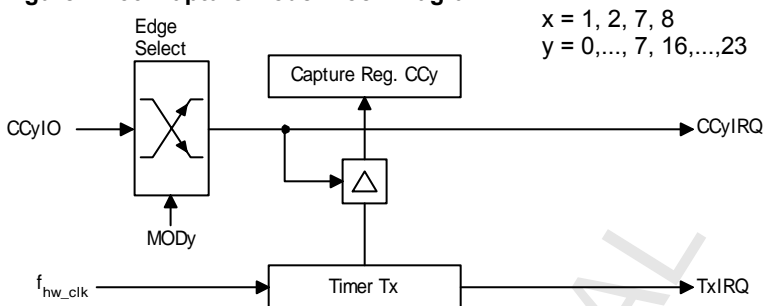 x = 1, 2, 7, 8
y = 0,..., 7, 16,...,23
Edge
Select
Capture Reg. CCy
CCyIO
CCyIRQ
MODy
f hw_clk
Timer Tx
TxIRQ